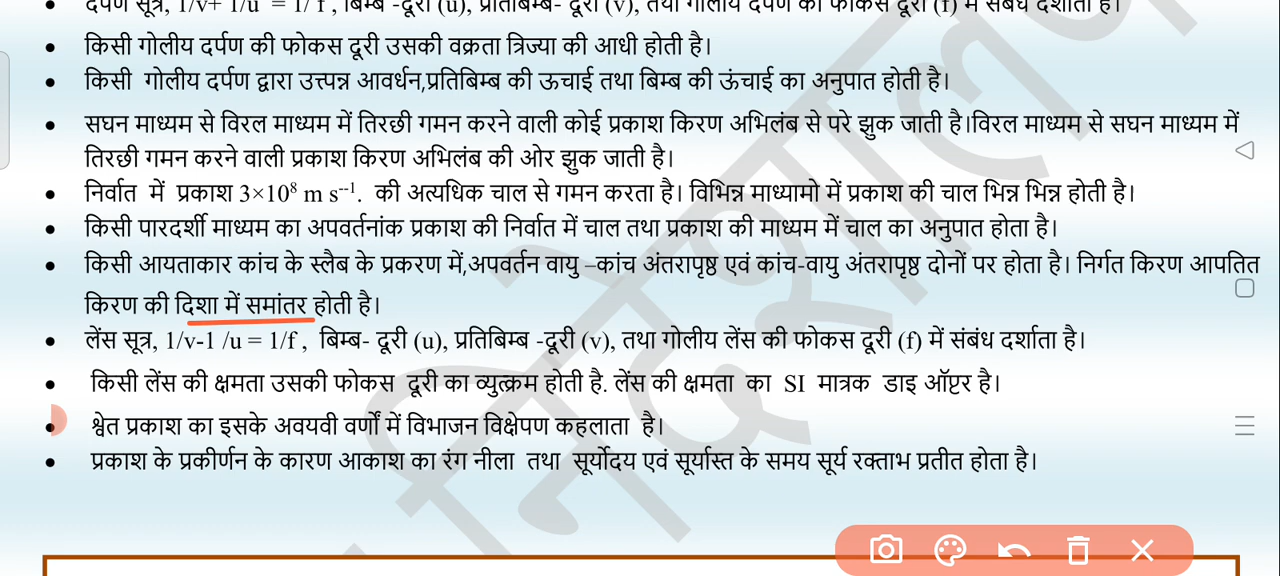 दर्पण सूत्र, 1/v+ 1/u = 1/ f , बिम्ब -दूरी (u), प्रतिबिम्ब- दूरी (v), तथा गोलीय दर्पण की फोकस दूरी (f) में संबंध दर्शाता है।
• किसी गोलीय दर्पण की फोकस दूरी उसकी वक्रता त्रिज्या की आधी होती है।
• किसी गोलीय दर्पण द्वारा उत्त्पन्न आवर्धन,प्रतिबिम्ब की ऊचाई तथा बिम्ब की ऊंचाई का अनुपात होती है।
• सघन माध्यम से विरल माध्यम में तिरछी गमन करने वाली कोई प्रकाश किरण अभिलंब से परे झुक जाती है।विरल माध्यम से सघन माध्यम में
तिरछी गमन करने वाली प्रकाश किरण अभिलंब की ओर झुक जाती है।
• निर्वात में प्रकाश 3×10⁸ m s⁻⁻¹. की अत्यधिक चाल से गमन करता है। विभिन्न माध्यामो में प्रकाश की चाल भिन्न भिन्न होती है।
• किसी पारदर्शी माध्यम का अपवर्तनांक प्रकाश की निर्वात में चाल तथा प्रकाश की माध्यम में चाल का अनुपात होता है।
• किसी आयताकार कांच के स्लैब के प्रकरण में,अपवर्तन वायु –कांच अंतरापृष्ठ एवं कांच-वायु अंतरापृष्ठ दोनों पर होता है। निर्गत किरण आपतित
किरण की दिशा में समांतर होती है।
• लेंस सूत्र, 1/v-1 /u = 1/f , बिम्ब- दूरी (u), प्रतिबिम्ब -दूरी (v), तथा गोलीय लेंस की फोकस दूरी (f) में संबंध दर्शाता है।
• किसी लेंस की क्षमता उसकी फोकस दूरी का व्युत्क्रम होती है. लेंस की क्षमता का SI मात्रक डाइ ऑप्टर है।
• श्वेत प्रकाश का इसके अवयवी वर्णों में विभाजन विक्षेपण कहलाता है।
• प्रकाश के प्रकीर्णन के कारण आकाश का रंग नीला तथा सूर्योदय एवं सूर्यास्त के समय सूर्य रक्ताभ प्रतीत होता है।